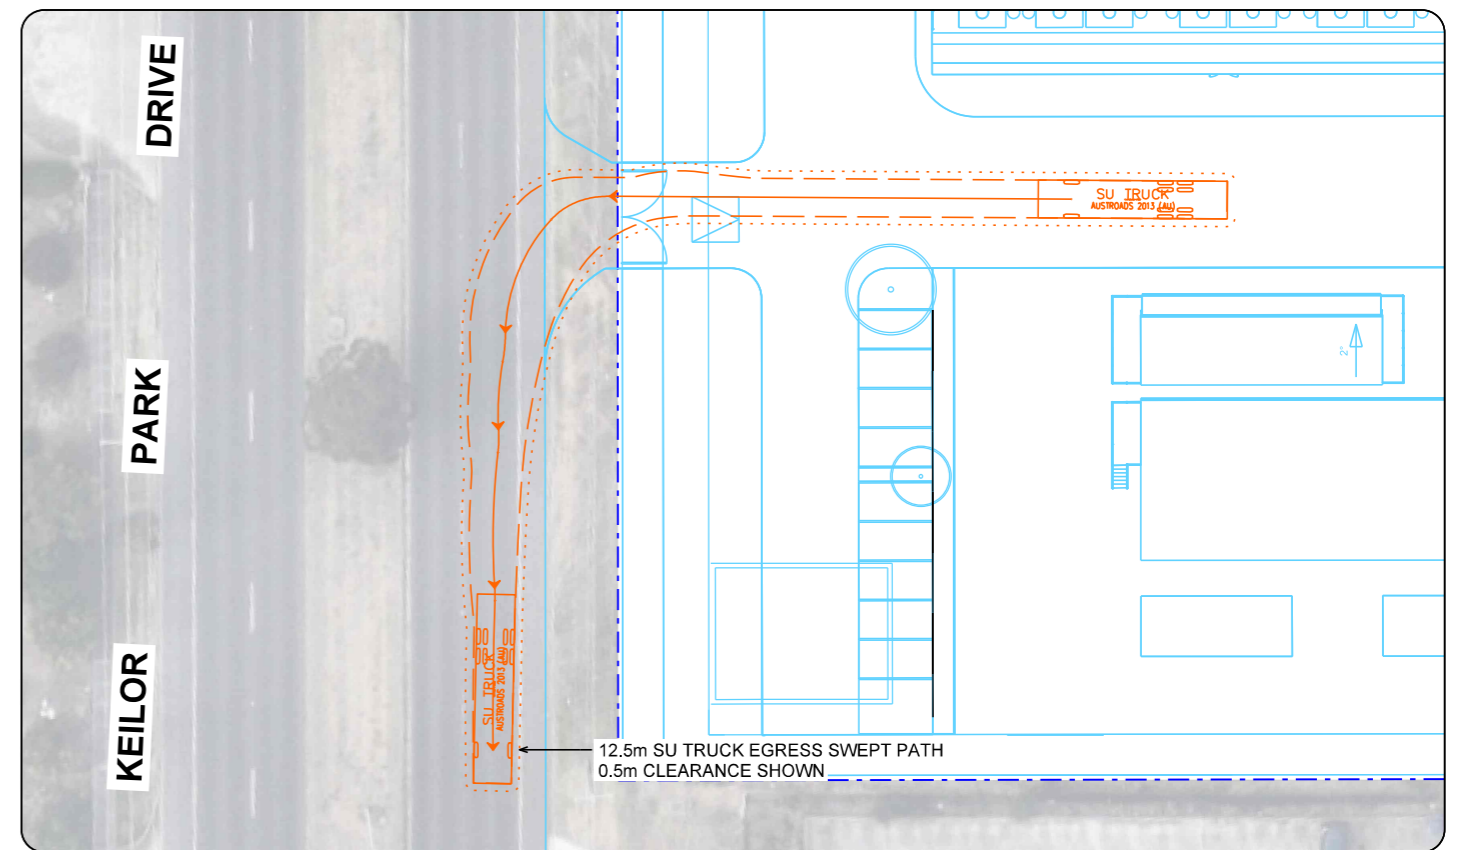 DRIVE
PARK
KEILOR
SU TRUCK
AUSTROADS 2013 (AU)
2°
SU TRUCK
AUSTROADS 2013 (AU)
12.5m SU TRUCK EGRESS SWEPT PATH
0.5m CLEARANCE SHOWN